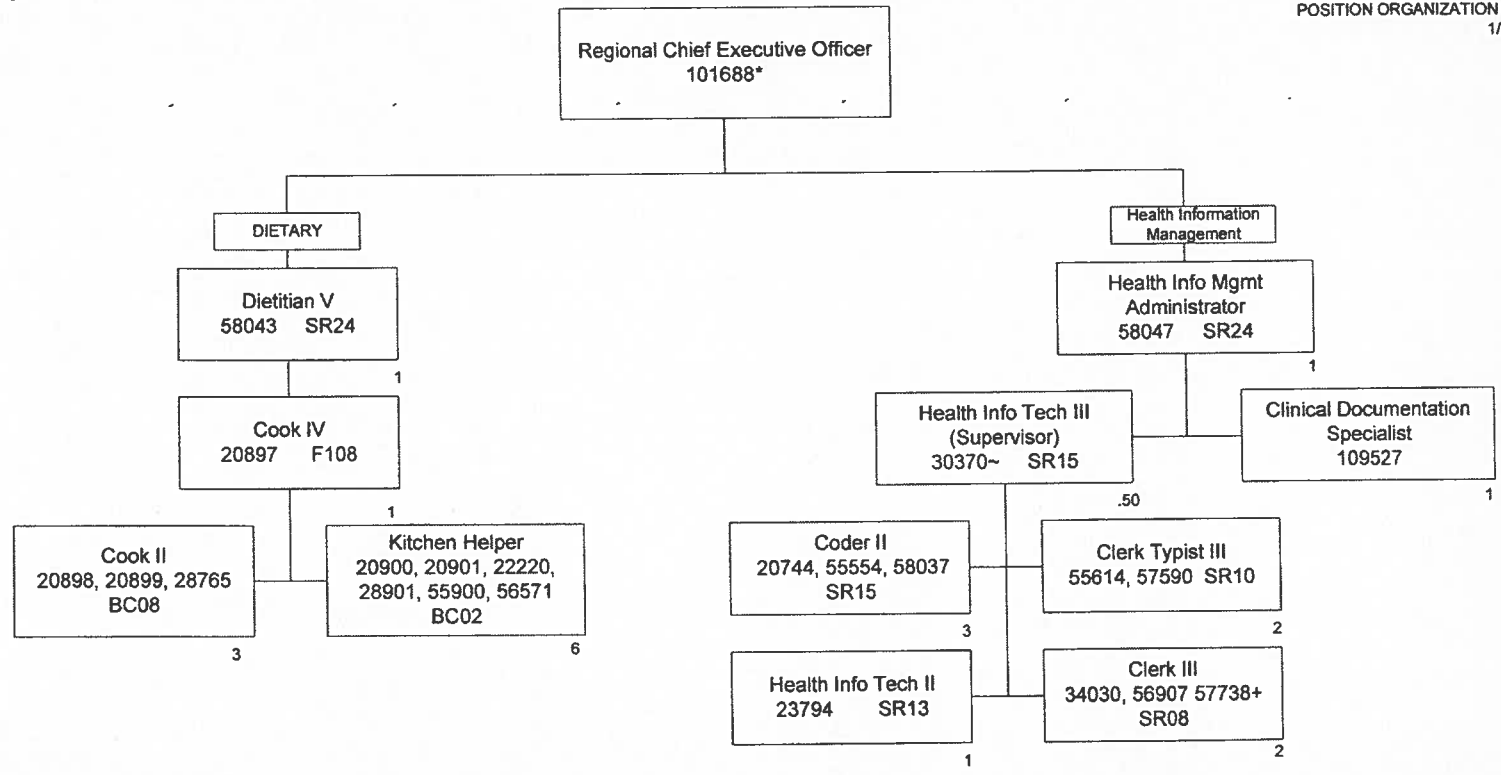 POSITION ORGANIZATION
1/
Regional Chief Executive Officer
101688*
DIETARY
Health Information
Management
Dietitian V
58043 SR24
1
Health Info Mgmt
Administrator
58047 SR24
1
Cook IV
20897 F108
1
Health Info Tech III
(Supervisor)
30370~ SR15
.50
Clinical Documentation
Specialist
109527
1
Cook II
20898, 20899, 28765
BC08
3
Kitchen Helper
20900, 20901, 22220,
28901, 55900, 56571
BC02
6
Coder II
20744, 55554, 58037
SR15
3
Clerk Typist III
55614, 57590 SR10
2
Health Info Tech II
23794 SR13
1
Clerk III
34030, 56907 57738+
SR08
2